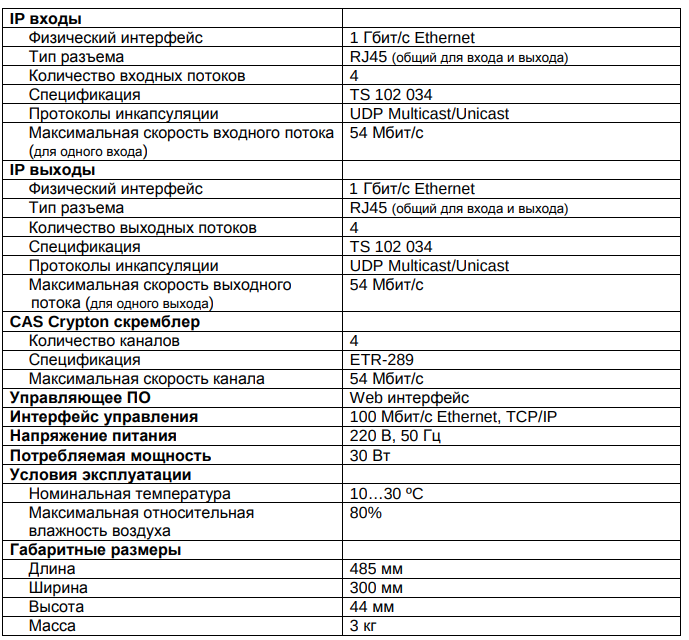 IP входы
Физический интерфейс 1 Гбит/с Ethernet
Тип разъема RJ45 (общий для входа и выхода)
Количество входных потоков 4
Спецификация TS 102 034
Протоколы инкапсуляции UDP Multicast/Unicast
Максимальная скорость входного потока 54 Мбит/с
(для одного входа)
IP выходы
Физический интерфейс 1 Гбит/с Ethernet
Тип разъема RJ45 (общий для входа и выхода)
Количество выходных потоков 4
Спецификация TS 102 034
Протоколы инкапсуляции UDP Multicast/Unicast
Максимальная скорость выходного 54 Мбит/с
потока (для одного выхода)
CAS Crypton скремблер
Количество каналов 4
Спецификация ETR-289
Максимальная скорость канала 54 Мбит/с
Управляющее ПО Web интерфейс
Интерфейс управления 100 Мбит/с Ethernet, TCP/IP
Напряжение питания 220 В, 50 Гц
Потребляемая мощность 30 Вт
Условия эксплуатации
Номинальная температура 10…30 ºС
Максимальная относительная 80%
влажность воздуха
Габаритные размеры
Длина 485 мм
Ширина 300 мм
Высота 44 мм
Масса 3 кг